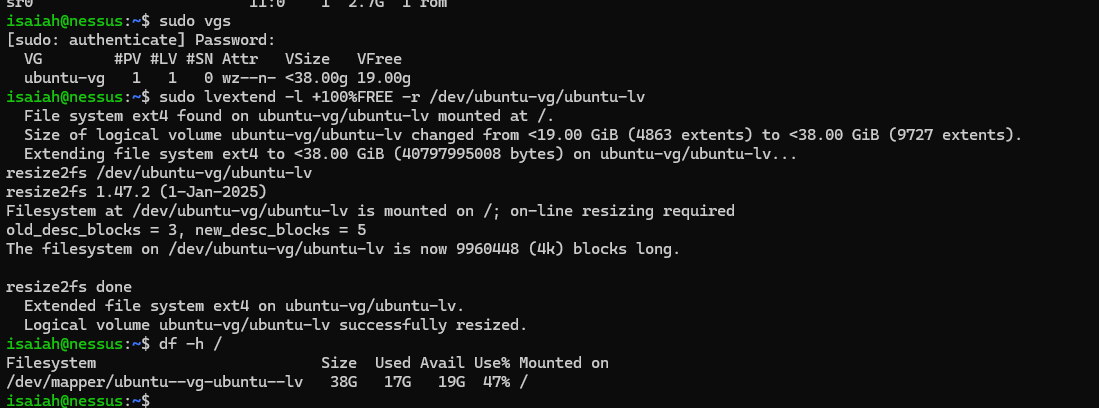 sr0 11:0 1 2.7G 1 rom
isaiah@nessus:~$ sudo vgs
[sudo: authenticate] Password:
  VG        #PV #LV #SN Attr   VSize   VFree
  ubuntu-vg   1   1   0 wz--n- <38.00g 19.00g
isaiah@nessus:~$ sudo lvextend -l +100%FREE -r /dev/ubuntu-vg/ubuntu-lv
  File system ext4 found on ubuntu-vg/ubuntu-lv mounted at /.
  Size of logical volume ubuntu-vg/ubuntu-lv changed from <19.00 GiB (4863 extents) to <38.00 GiB (9727 extents).
  Extending file system ext4 to <38.00 GiB (40797995008 bytes) on ubuntu-vg/ubuntu-lv...
resize2fs /dev/ubuntu-vg/ubuntu-lv
resize2fs 1.47.2 (1-Jan-2025)
Filesystem at /dev/ubuntu-vg/ubuntu-lv is mounted on /; on-line resizing required
old_desc_blocks = 3, new_desc_blocks = 5
The filesystem on /dev/ubuntu-vg/ubuntu-lv is now 9960448 (4k) blocks long.

resize2fs done
  Extended file system ext4 on ubuntu-vg/ubuntu-lv.
  Logical volume ubuntu-vg/ubuntu-lv successfully resized.
isaiah@nessus:~$ df -h /
Filesystem                         Size  Used Avail Use% Mounted on
/dev/mapper/ubuntu--vg-ubuntu--lv   38G   17G   19G  47% /
isaiah@nessus:~$